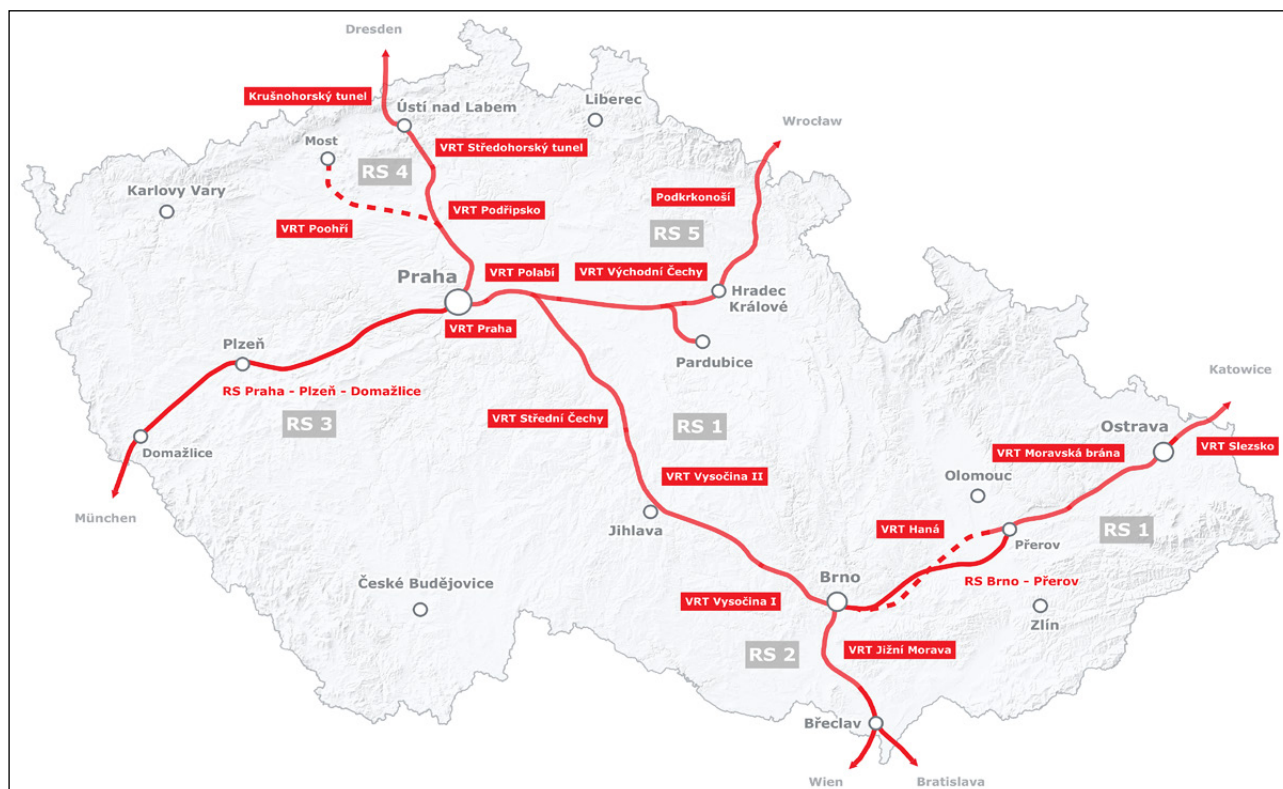 Dresden
Krušnohorský tunel
Ústí nad Labem
Liberec
Wrocław
Most
VRT Středohorský tunel
RS 4
Karlovy Vary
Podkrkonoší
VRT Podřipsko
VRT Poohří
RS 5
Praha
VRT Polabí
VRT Východní Čechy
Hradec
Králové
VRT Praha
Plzeň
Pardubice
Katowice
RS Praha - Plzeň - Domažlice
RS 3
VRT Střední Čechy
RS 1
Ostrava
VRT Slezsko
Domažlice
VRT Moravská brána
Olomouc
VRT Vysočina II
München
Jihlava
VRT Haná
RS 1
Přerov
České Budějovice
Brno
RS Brno - Přerov
VRT Vysočina I
Zlín
RS 2
VRT Jižní Morava
Břeclav
Wien
Bratislava